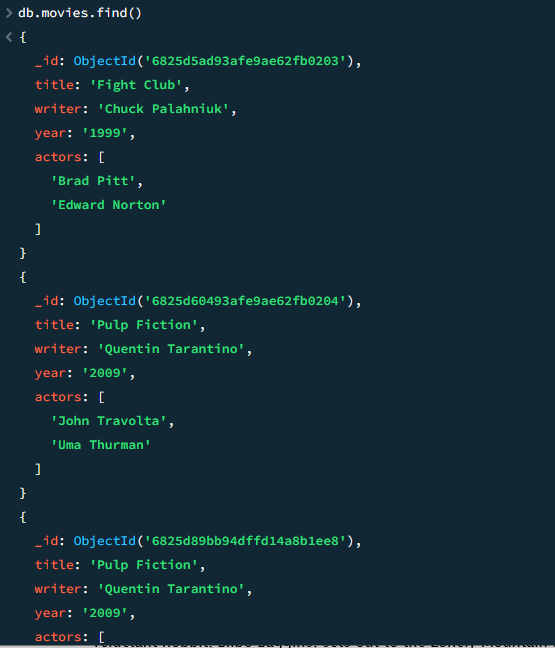 > db.movies.find()
< {
_id: ObjectId('6825d5ad93afe9ae62fb0203'),
title: 'Fight Club',
writer: 'Chuck Palahniuk',
year: '1999',
actors: [
'Brad Pitt',
'Edward Norton'
]
}
{
_id: ObjectId('6825d60493afe9ae62fb0204'),
title: 'Pulp Fiction',
writer: 'Quentin Tarantino',
year: '2009',
actors: [
'John Travolta',
'Uma Thurman'
]
}
{
_id: ObjectId('6825d89bb94dffd14a8b1ee8'),
title: 'Pulp Fiction',
writer: 'Quentin Tarantino',
year: '2009',
actors: [